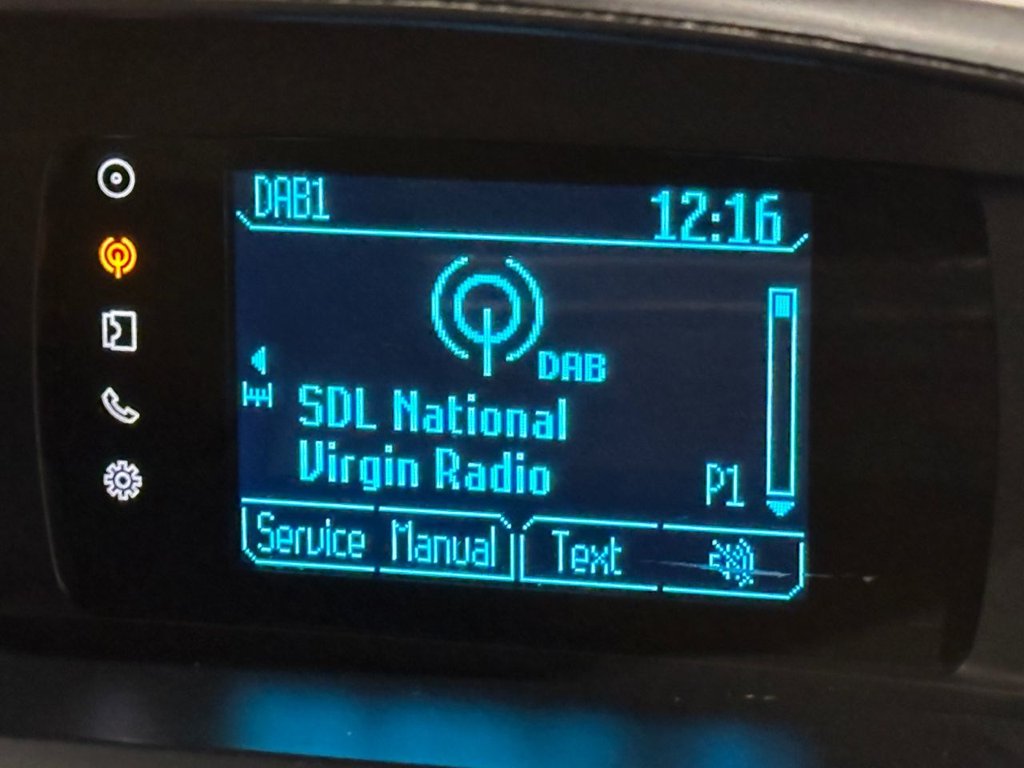 DAB1 12:16
DAB
SDL National
Virgin Radio
P1
Service Manual Text